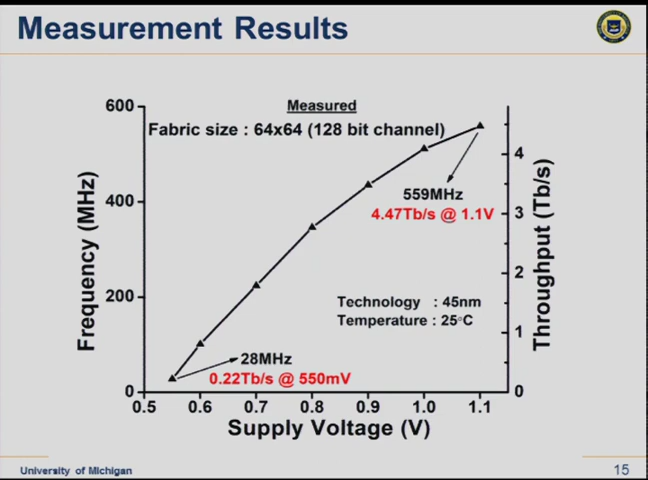 Measurement Results
Measured
Fabric size : 64x64 (128 bit channel)
600
400
200
0
Frequency (MHz)
4
3
2
1
0
Throughput (Tb/s)
559MHz
4.47Tb/s @ 1.1V
Technology : 45nm
Temperature : 25°C
28MHz
0.22Tb/s @ 550mV
0.5 0.6 0.7 0.8 0.9 1.0 1.1
Supply Voltage (V)
University of Michigan
15